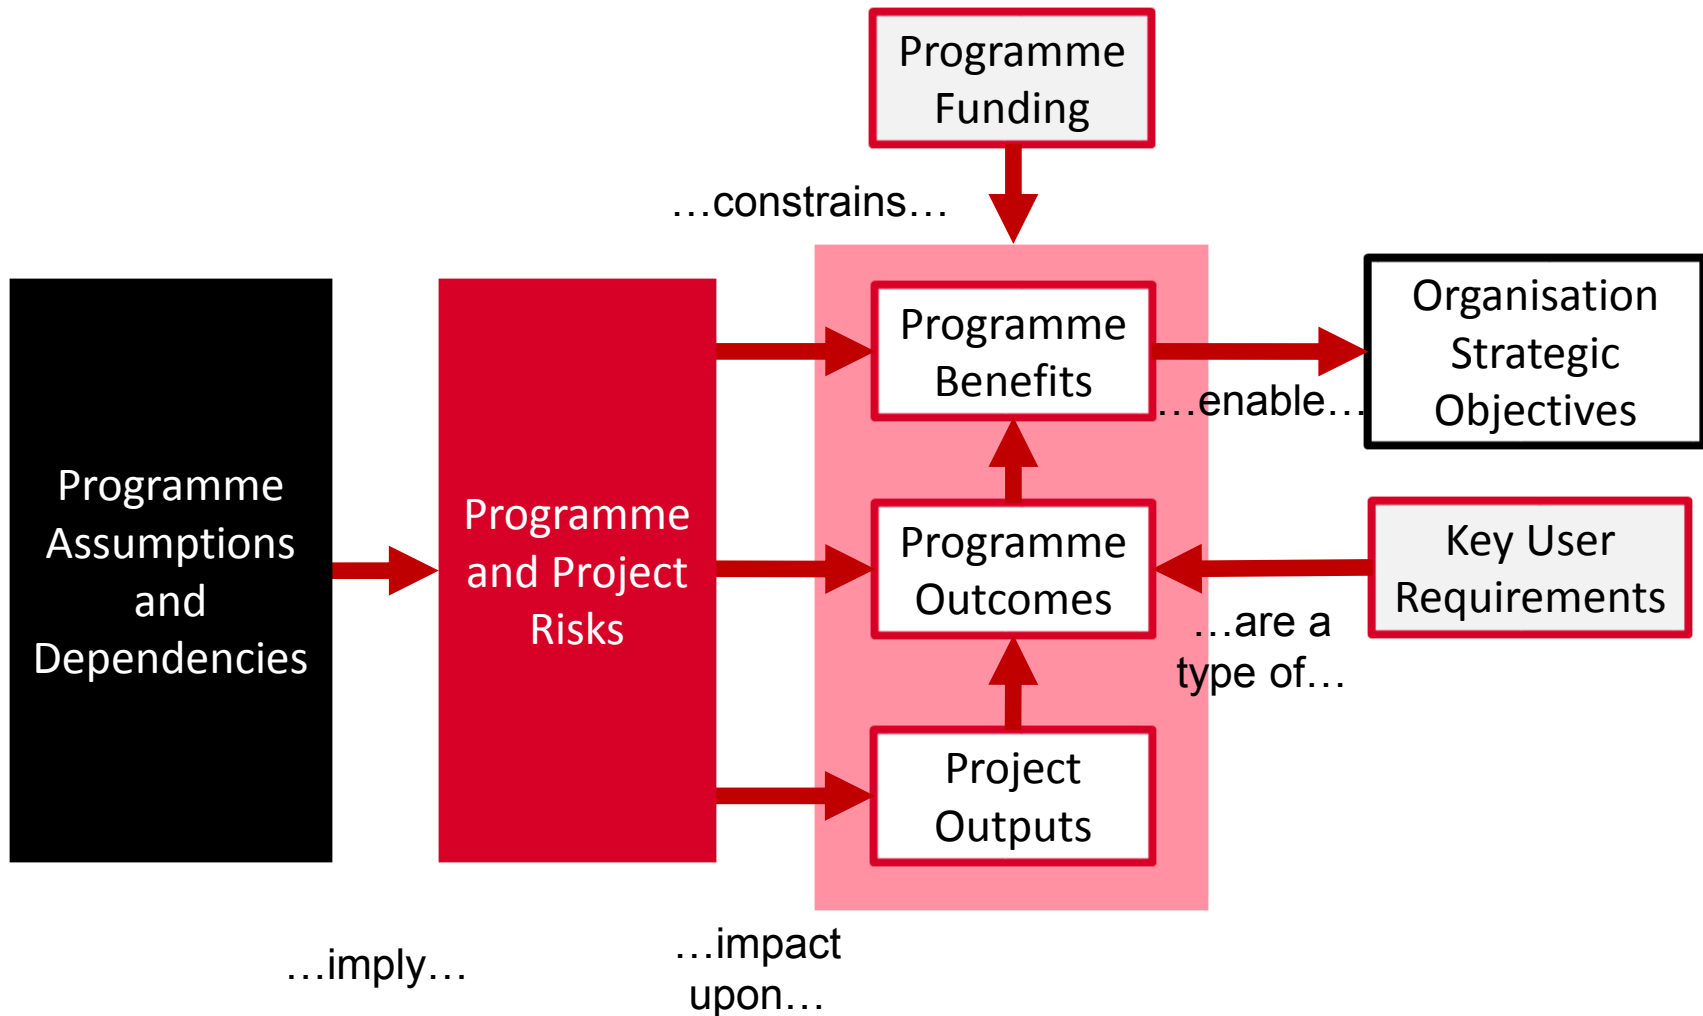 Programme
Funding
…constrains…
Programme
Assumptions
and
Dependencies
Programme
and Project
Risks
Programme
Benefits
…enable…
Organisation
Strategic
Objectives
Programme
Outcomes
Key User
Requirements
…are a
type of…
Project
Outputs
…imply…
…impact
upon…